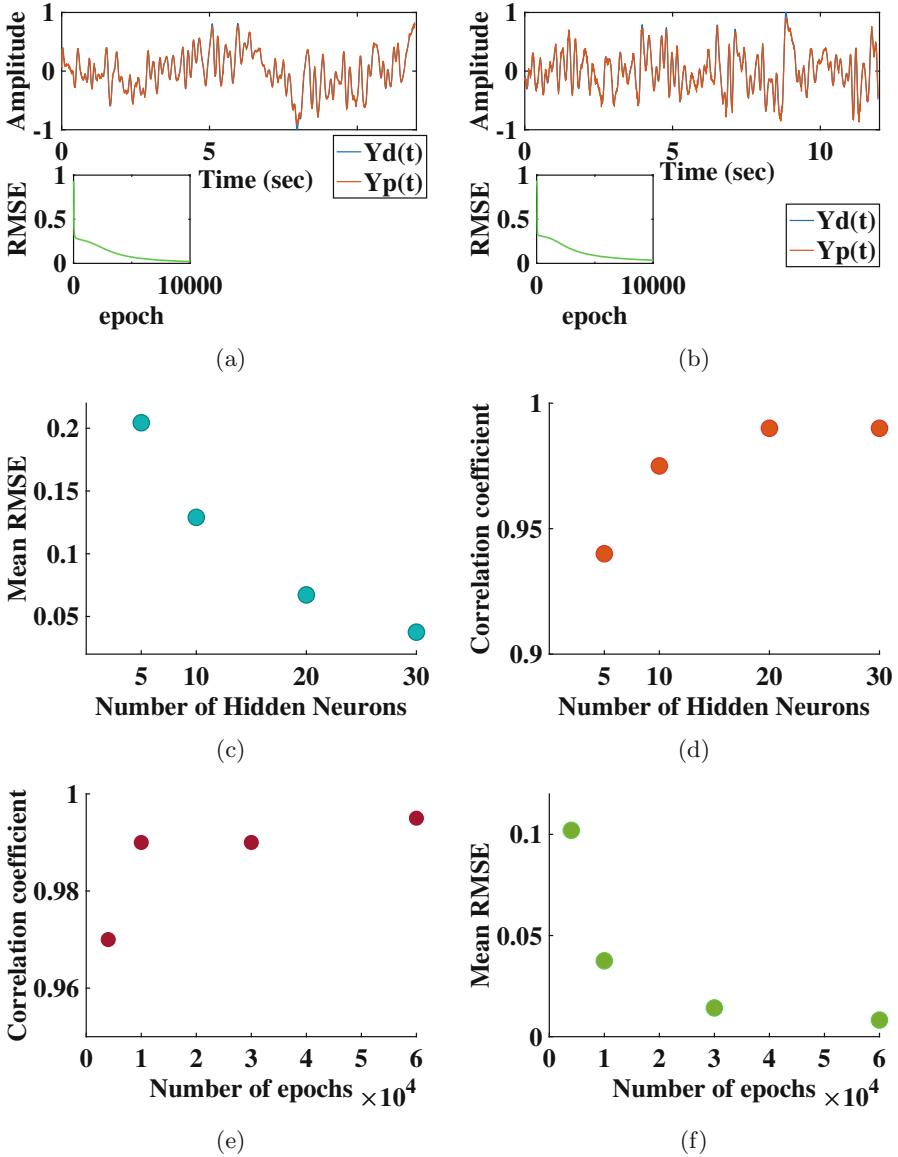 Amplitude
1
0
-1
0
5
Time (sec)
Yd(t)
Yp(t)
RMSE
1
0.5
0
0
10000
epoch
(a)
Amplitude
1
0
-1
0
5
10
Time (sec)
Yd(t)
Yp(t)
RMSE
1
0.5
0
0
10000
epoch
(b)
Mean RMSE
0.2
0.15
0.1
0.05
5 10 20 30
Number of Hidden Neurons
(c)
Correlation coefficient
1
0.95
0.9
5 10 20 30
Number of Hidden Neurons
(d)
Correlation coefficient
1
0.98
0.96
0 1 2 3 4 5 6
Number of epochs ×10^4
(e)
Mean RMSE
0.1
0.05
0
0 1 2 3 4 5 6
Number of epochs ×10^4
(f)